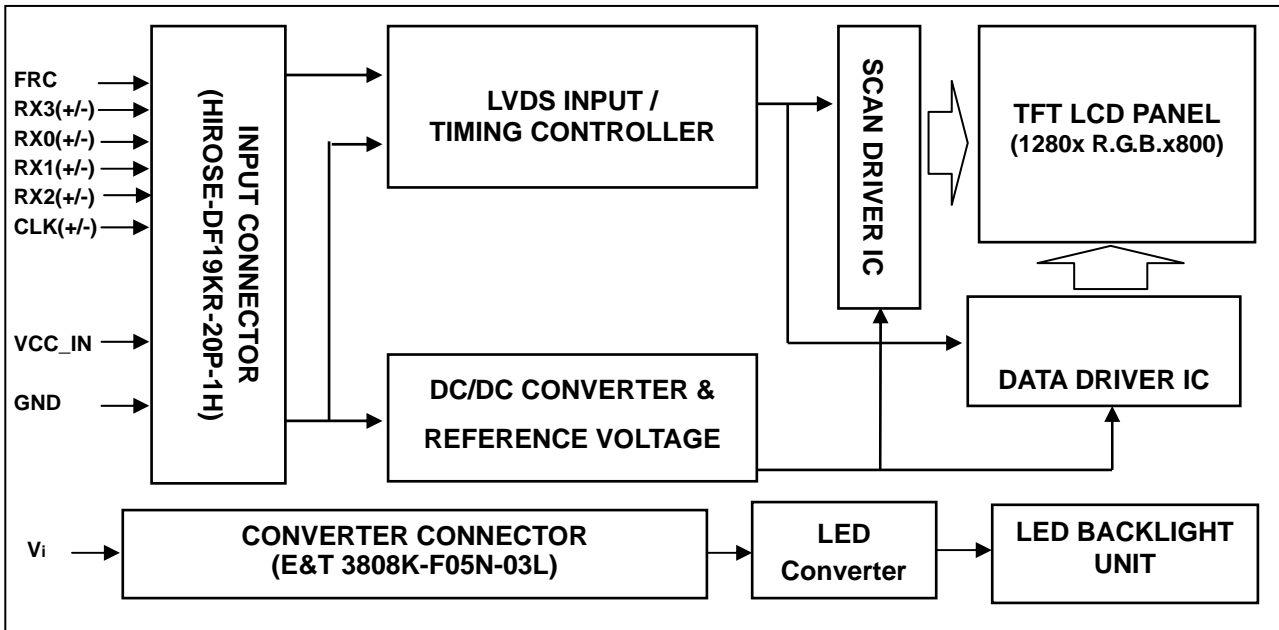 FRC
RX3(+/-)
RX0(+/-)
RX1(+/-)
RX2(+/-)
CLK(+/-)
VCC_IN
GND
INPUT CONNECTOR
(HIROSE-DF19KR-20P-1H)
LVDS INPUT /
TIMING CONTROLLER
SCAN DRIVER IC
TFT LCD PANEL
(1280x R.G.B.x800)
DC/DC CONVERTER &
REFERENCE VOLTAGE
DATA DRIVER IC
Vi
CONVERTER CONNECTOR
(E&T 3808K-F05N-03L)
LED
Converter
LED BACKLIGHT
UNIT